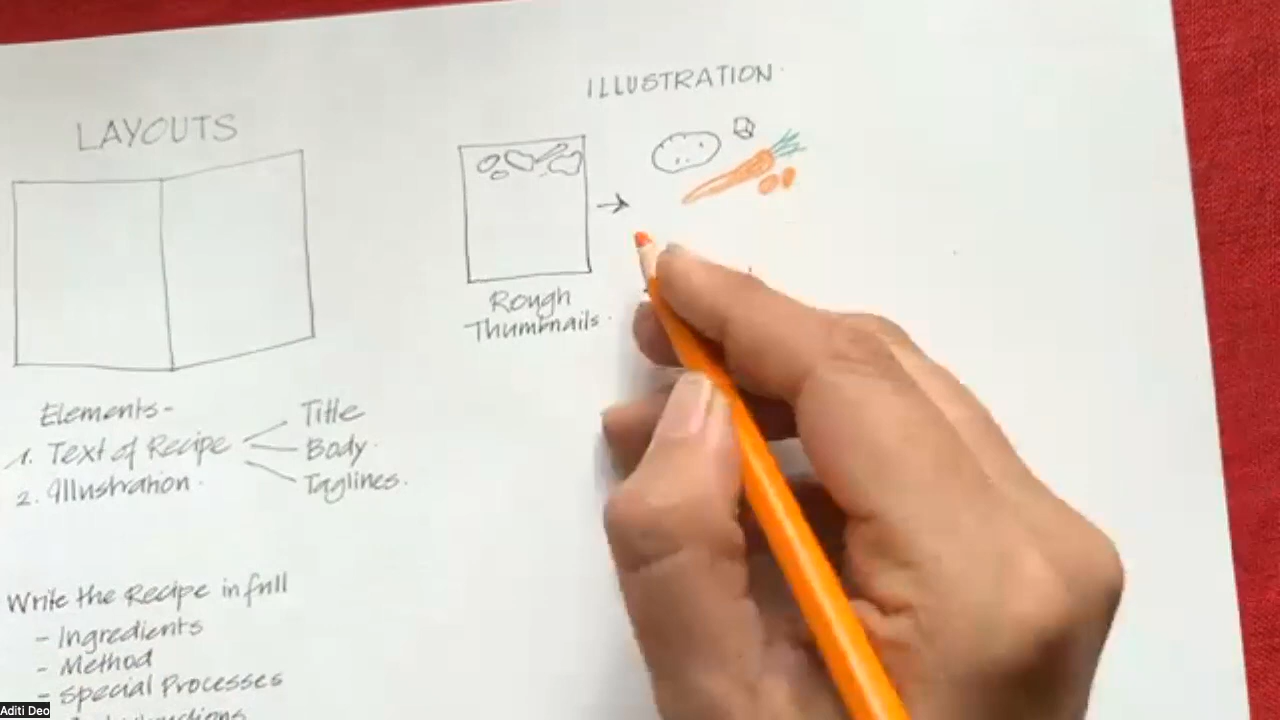 LAYOUTS
Elements-
1. Text of Recipe
2. Illustration.
Title
Body.
Taglines.
Write the Recipe in full
- Ingredients
- Method
- Special Processes
ILLUSTRATION.
Rough
Thumbnails.
Aditi Deo